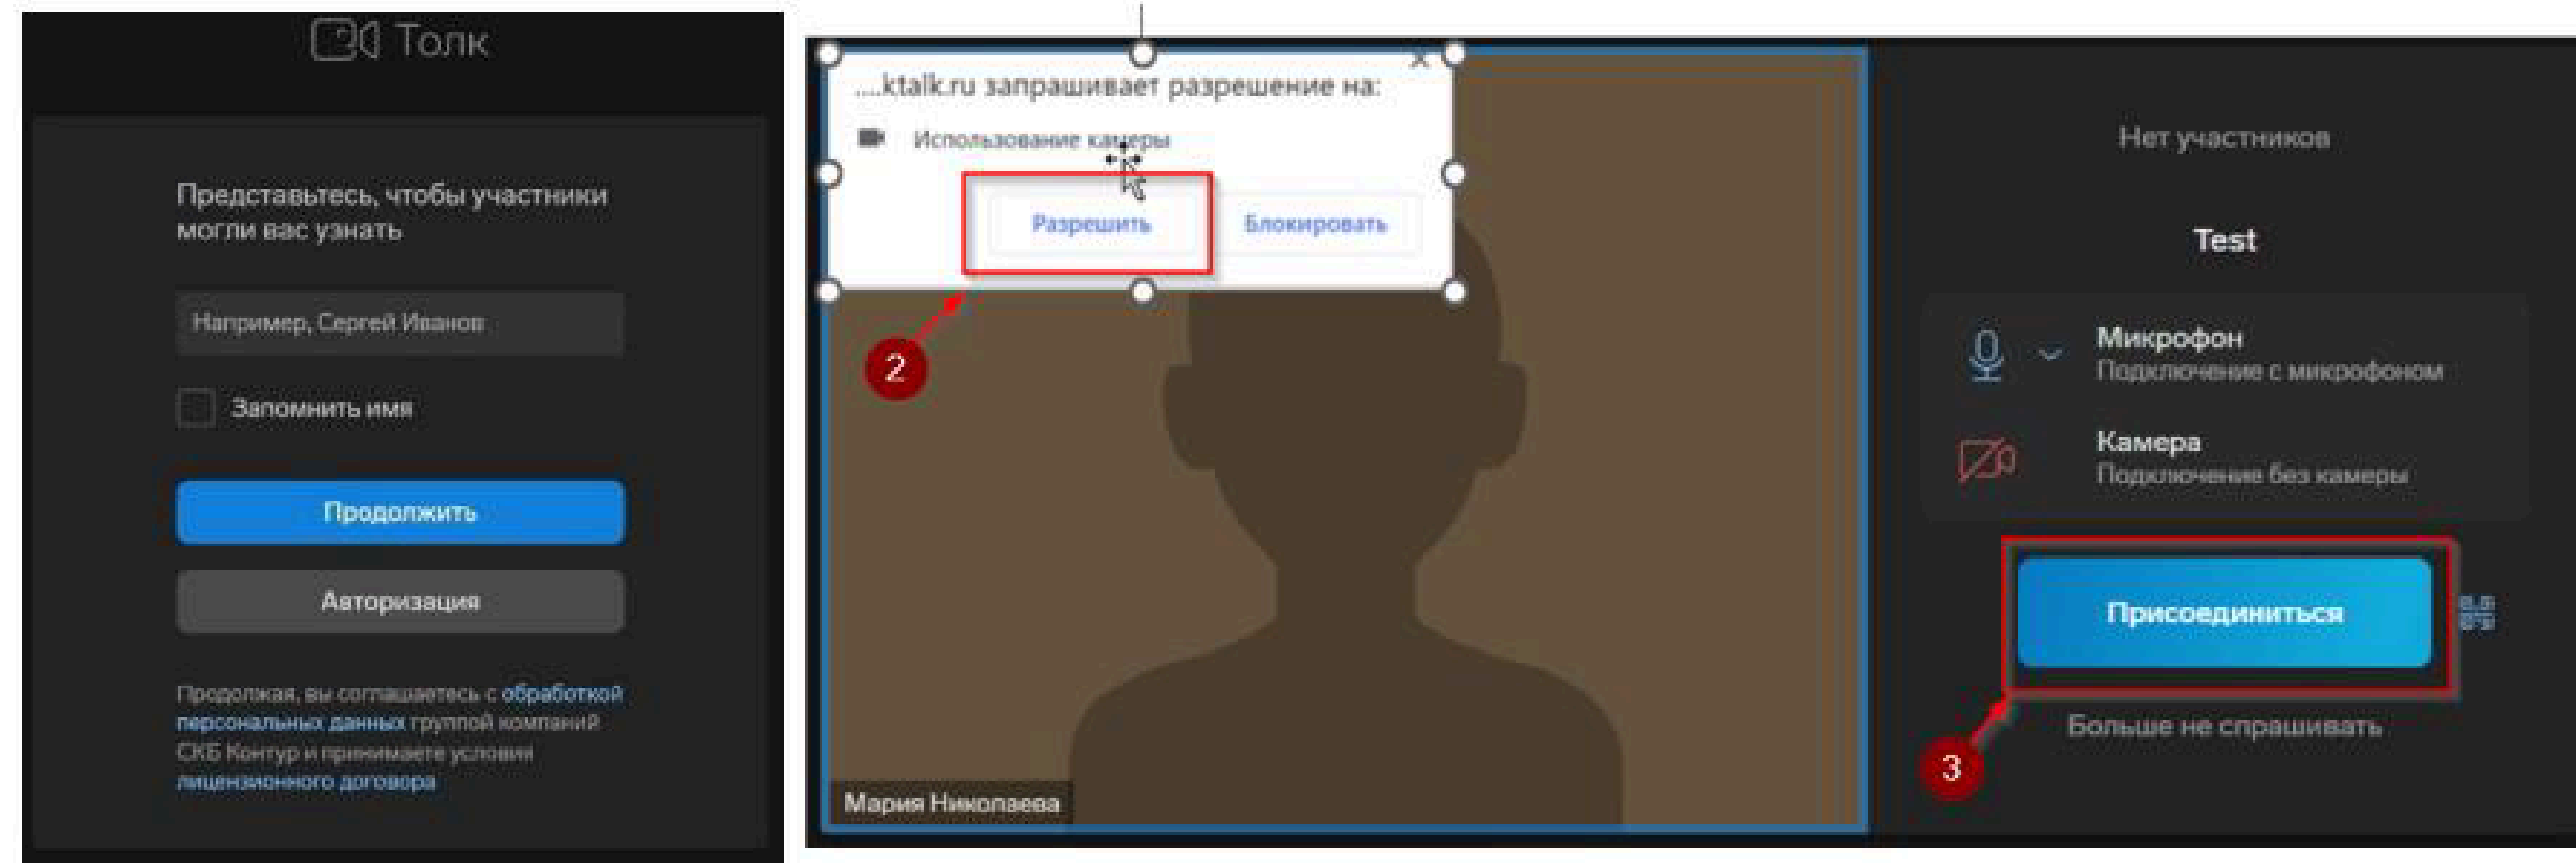 Толк
Представьтесь, чтобы участники
могли вас узнать
Например, Сергей Иванов
Запомнить имя
Продолжить
Авторизация
Продолжая, вы соглашаетесь с обработкой
персональных данных группой компаний
СКБ Контур и принимаете условия
лицензионного договора
....ktalk.ru запрашивает разрешение на:
Использование камеры
Разрешить
Блокировать
2
Мария Николаева
Нет участников
Test
Микрофон
Подключение с микрофоном
Камера
Подключение без камеры
Присоединиться
Больше не спрашивать
3